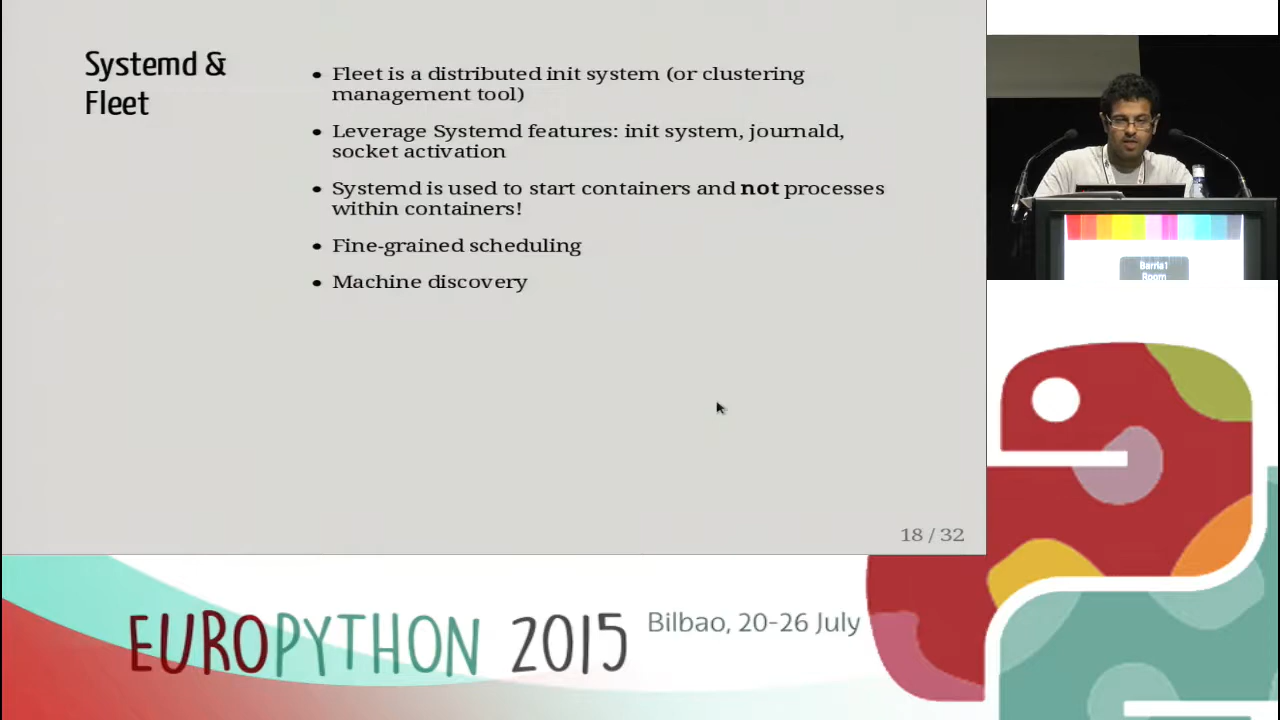 Systemd &
Fleet
• Fleet is a distributed init system (or clustering
management tool)
• Leverage Systemd features: init system, journald,
socket activation
• Systemd is used to start containers and not processes
within containers!
• Fine-grained scheduling
• Machine discovery
18 / 32
Barria1
Room
EUROPYTHON 2015
Bilbao, 20-26 July